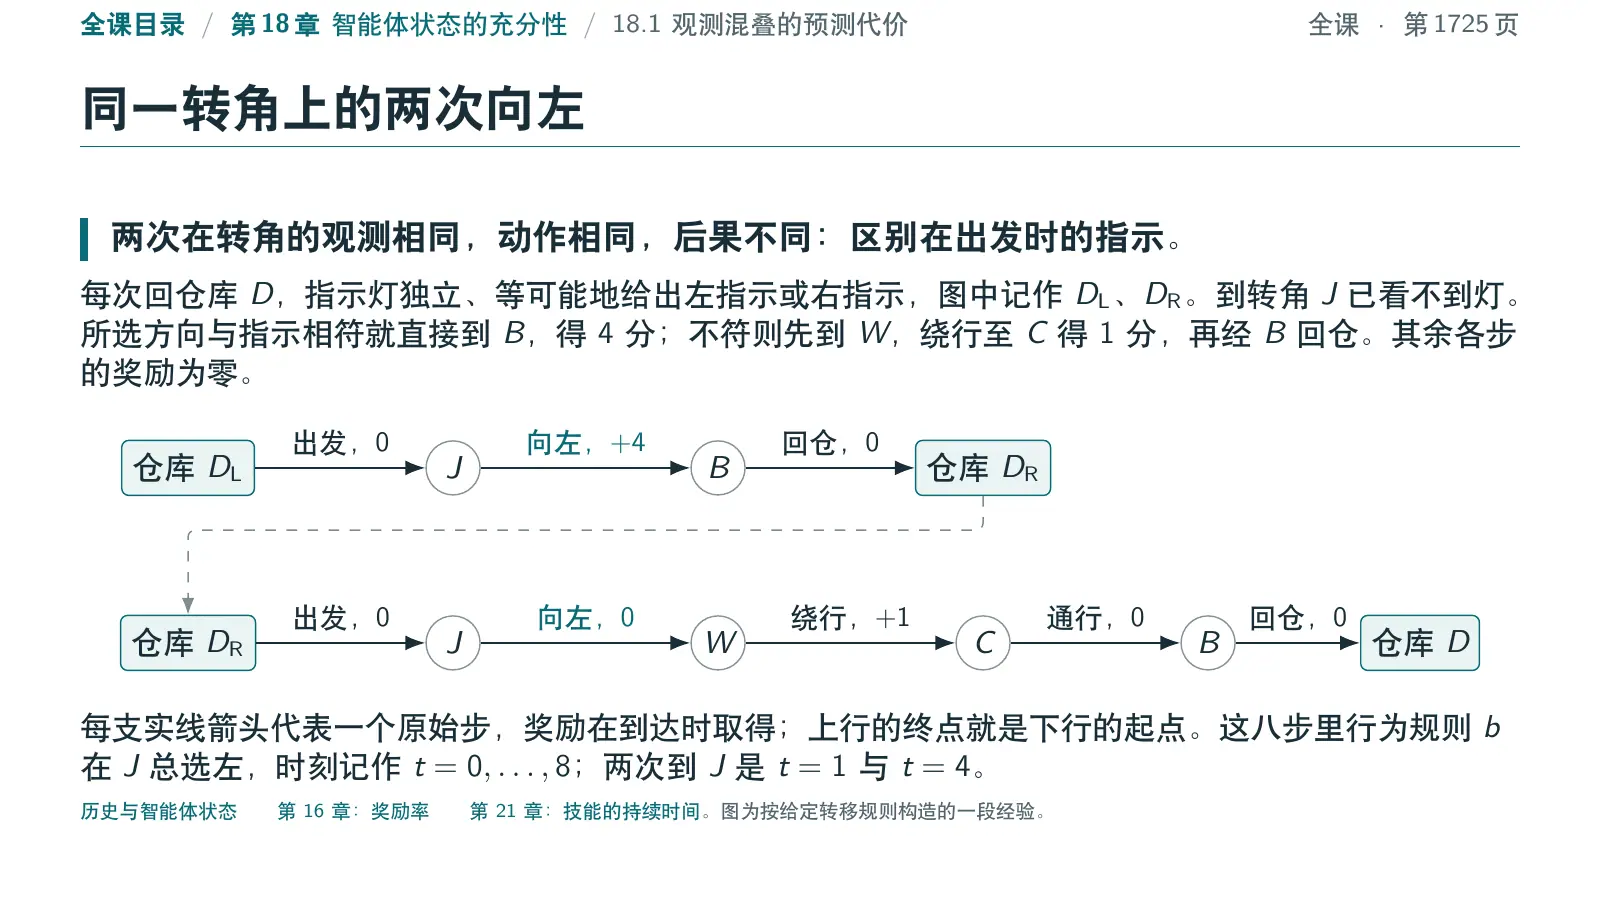 全课目录 / 第 18 章 智能体状态的充分性 / 18.1 观测混叠的预测代价
全课 · 第 1725 页
同一转角上的两次向左
两次在转角的观测相同，动作相同，后果不同：区别在出发时的指示。
每次回仓库 D，指示灯独立、等可能地给出左指示或右指示，图中记作 D_L、D_R。到转角 J 已看不到灯。
所选方向与指示相符就直接到 B，得 4 分；不符则先到 W，绕行至 C 得 1 分，再经 B 回仓。其余各步
的奖励为零。
仓库 D_L 出发，0 J 向左，+4 B 回仓，0 仓库 D_R
仓库 D_R 出发，0 J 向左，0 W 绕行，+1 C 通行，0 B 回仓，0 仓库 D
每支实线箭头代表一个原始步，奖励在到达时取得；上行的终点就是下行的起点。这八步里行为规则 b
在 J 总选左，时刻记作 t = 0, . . . , 8；两次到 J 是 t = 1 与 t = 4。
历史与智能体状态 第 16 章：奖励率 第 21 章：技能的持续时间。图为按给定转移规则构造的一段经验。